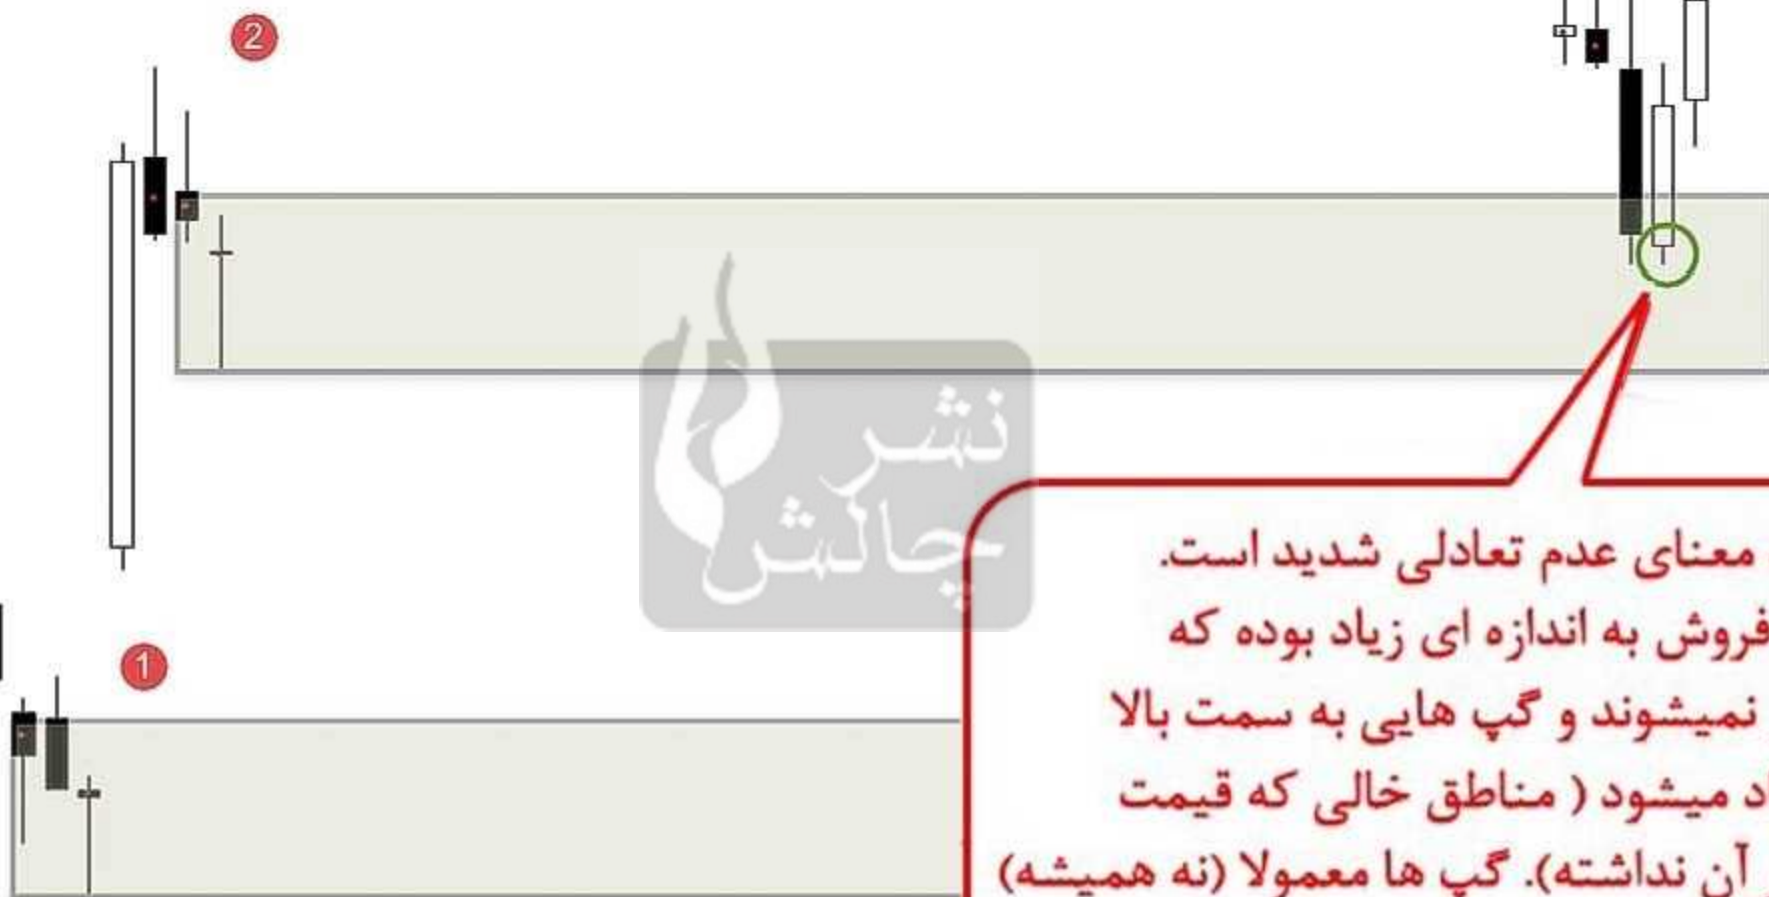 2
نشر
چالش
1
معنای عدم تعادلی شدید است.
فروش به اندازه ای زیاد بوده که
نمیشوند و گپ هایی به سمت بالا
میشود ( مناطق خالی که قیمت
آن نداشته). گپ ها معمولا (نه همیشه)